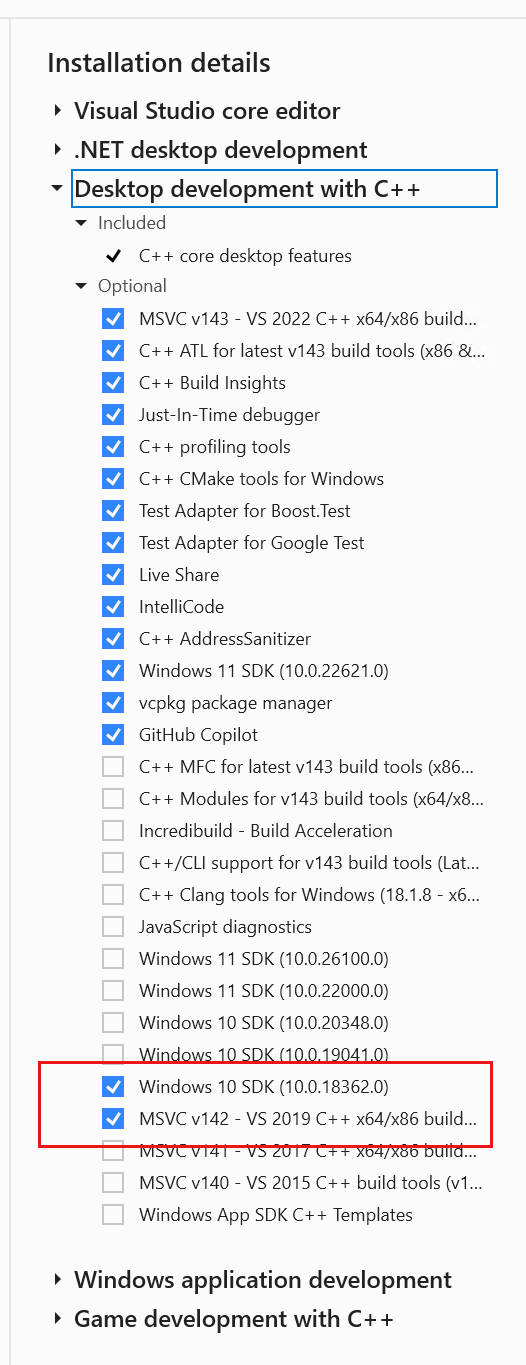 Installation details
Visual Studio core editor
.NET desktop development
Desktop development with C++
Included
C++ core desktop features
Optional
MSVC v143 - VS 2022 C++ x64/x86 build...
C++ ATL for latest v143 build tools (x86 &...
C++ Build Insights
Just-In-Time debugger
C++ profiling tools
C++ CMake tools for Windows
Test Adapter for Boost.Test
Test Adapter for Google Test
Live Share
IntelliCode
C++ AddressSanitizer
Windows 11 SDK (10.0.22621.0)
vcpkg package manager
GitHub Copilot
C++ MFC for latest v143 build tools (x86...
C++ Modules for v143 build tools (x64/x8...
Incredibuild - Build Acceleration
C++/CLI support for v143 build tools (Lat...
C++ Clang tools for Windows (18.1.8 - x6...
JavaScript diagnostics
Windows 11 SDK (10.0.26100.0)
Windows 11 SDK (10.0.22000.0)
Windows 10 SDK (10.0.20348.0)
Windows 10 SDK (10.0.19041.0)
Windows 10 SDK (10.0.18362.0)
MSVC v142 - VS 2019 C++ x64/x86 build...
MSVC v141 - VS 2017 C++ x64/x86 build...
MSVC v140 - VS 2015 C++ build tools (v1...
Windows App SDK C++ Templates
Windows application development
Game development with C++